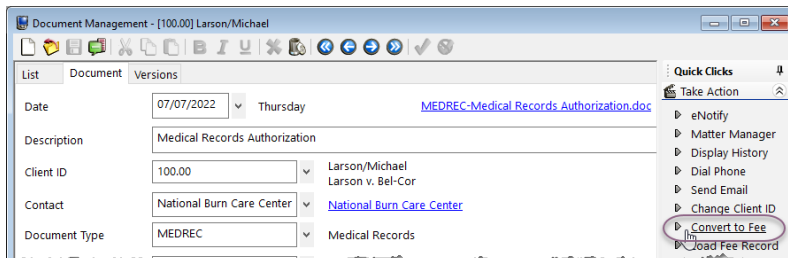 Document Management - [100.00] Larson/Michael
B I U
List Document Versions
Date 07/07/2022 Thursday MEDREC-Medical Records Authorization.doc
Description Medical Records Authorization
Client ID 100.00 Larson/Michael
Larson v. Bel-Cor
Contact National Burn Care Center National Burn Care Center
Document Type MEDREC Medical Records
Quick Clicks
Take Action
eNotify
Matter Manager
Display History
Dial Phone
Send Email
Change Client ID
Convert to Fee
Load Fee Record